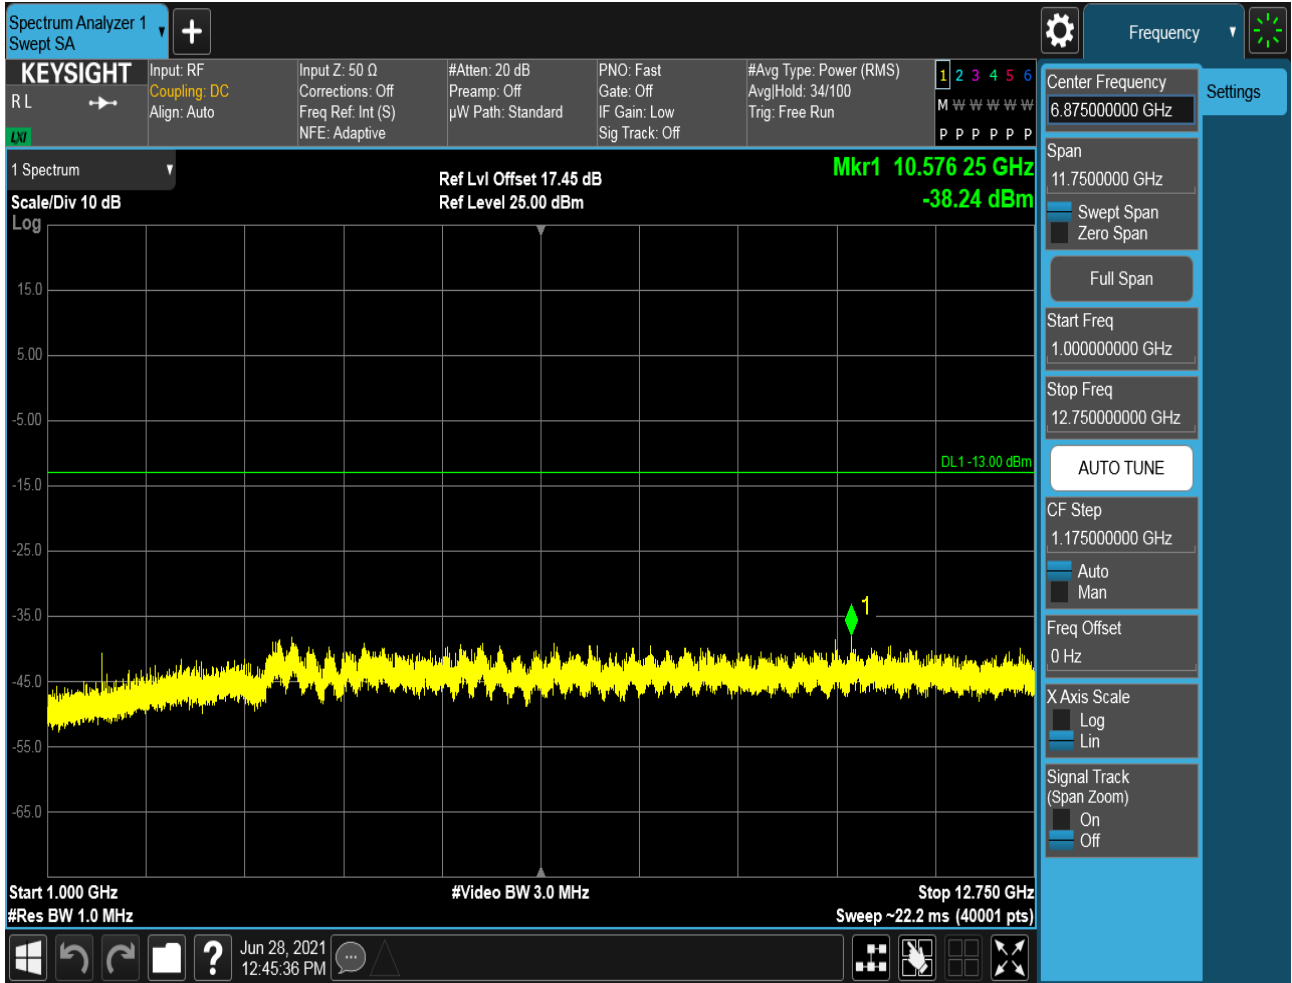 Spectrum Analyzer 1
Swept SA
+
Frequency
KEYSIGHT
R L
LXI
Input: RF
Coupling: DC
Align: Auto
Input Z: 50 Ω
Corrections: Off
Freq Ref: Int (S)
NFE: Adaptive
#Atten: 20 dB
Preamp: Off
µW Path: Standard
PNO: Fast
Gate: Off
IF Gain: Low
Sig Track: Off
#Avg Type: Power (RMS)
Avg|Hold: 34/100
Trig: Free Run
1 2 3 4 5 6
M W W W W W
P P P P P P
1 Spectrum
Scale/Div 10 dB
Log
Ref Lvl Offset 17.45 dB
Ref Level 25.00 dBm
Mkr1 10.576 25 GHz
-38.24 dBm
15.0
5.00
-5.00
DL1 -13.00 dBm
-15.0
-25.0
-35.0
1
-45.0
-55.0
-65.0
Start 1.000 GHz
#Res BW 1.0 MHz
#Video BW 3.0 MHz
Stop 12.750 GHz
Sweep ~22.2 ms (40001 pts)
Center Frequency
6.875000000 GHz
Settings
Span
11.7500000 GHz
Swept Span
Zero Span
Full Span
Start Freq
1.000000000 GHz
Stop Freq
12.750000000 GHz
AUTO TUNE
CF Step
1.175000000 GHz
Auto
Man
Freq Offset
0 Hz
X Axis Scale
Log
Lin
Signal Track
(Span Zoom)
On
Off
?
Jun 28, 2021
12:45:36 PM